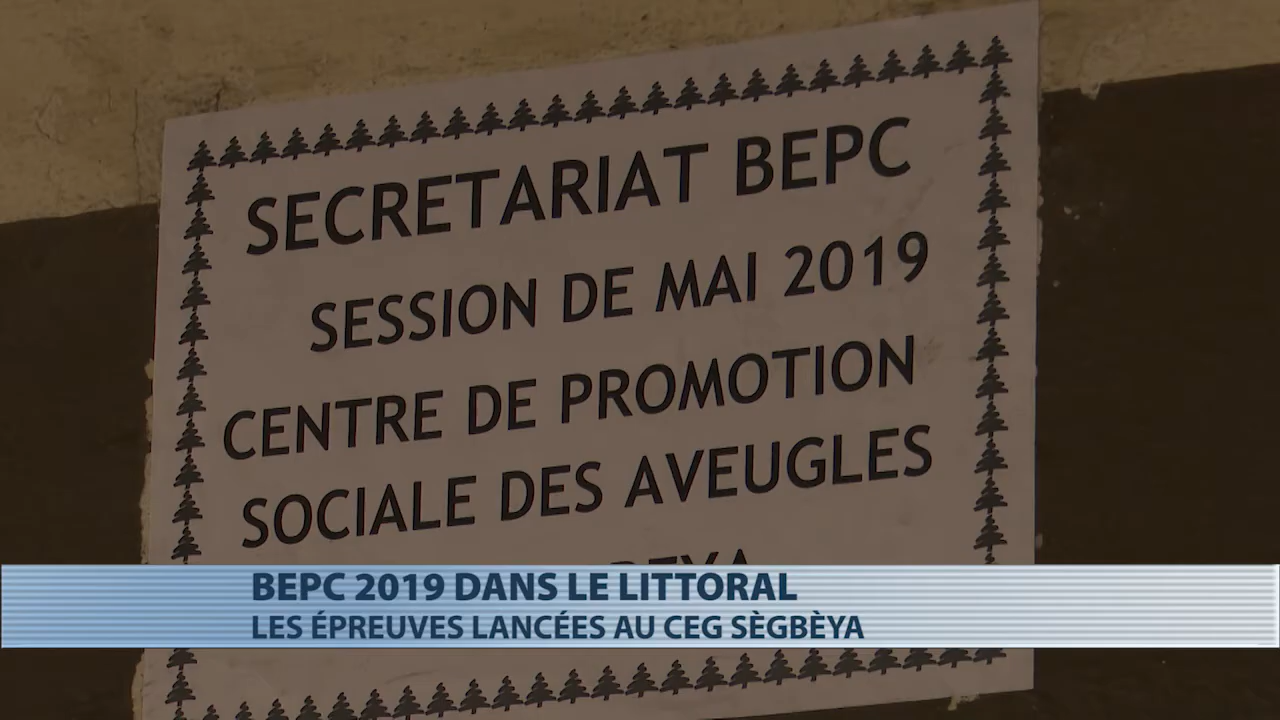 SECRETARIAT BEPC
SESSION DE MAI 2019
CENTRE DE PROMOTION
SOCIALE DES AVEUGLES
BEPC 2019 DANS LE LITTORAL
LES ÉPREUVES LANCÉES AU CEG SÈGBÈYA